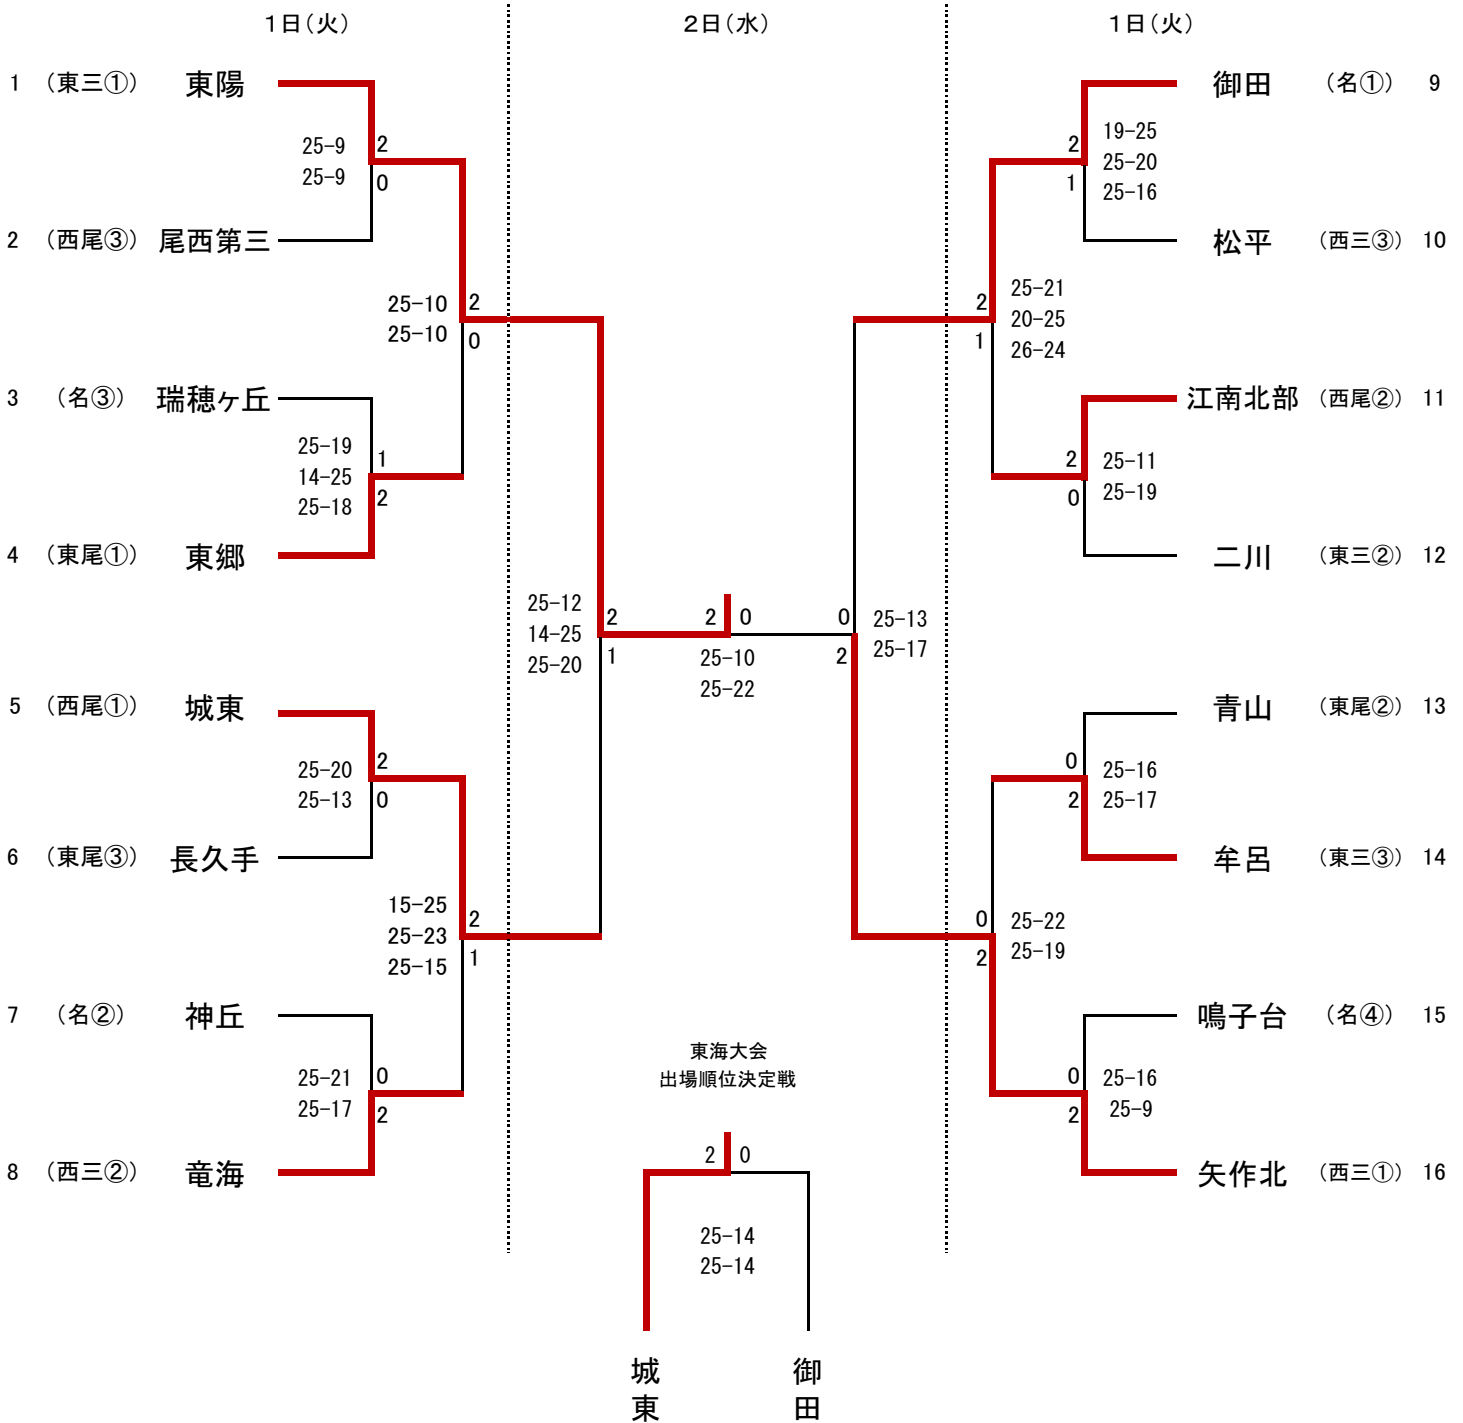 1日（火）
2日（水）
1日（火）
1 （東三①） 東陽
25−9
25−9
2
0
2 （西尾③） 尾西第三
25−10
25−10
2
0
3 （名③） 瑞穂ヶ丘
25−19
14−25
25−18
1
2
4 （東尾①） 東郷
25−12
14−25
25−20
2
1
5 （西尾①） 城東
25−20
25−13
2
0
6 （東尾③） 長久手
15−25
25−23
25−15
2
1
7 （名②） 神丘
25−21
25−17
0
2
8 （西三②） 竜海
2 0
25−10
25−22
御田 （名①） 9
2
1
19−25
25−20
25−16
松平 （西三③） 10
2
1
25−21
20−25
26−24
江南北部 （西尾②） 11
2
0
25−11
25−19
二川 （東三②） 12
0
2
25−13
25−17
青山 （東尾②） 13
0
2
25−16
25−17
牟呂 （東三③） 14
0
2
25−22
25−19
鳴子台 （名④） 15
0
2
25−16
25−9
矢作北 （西三①） 16
東海大会
出場順位決定戦
2 0
25−14
25−14
城東
御田